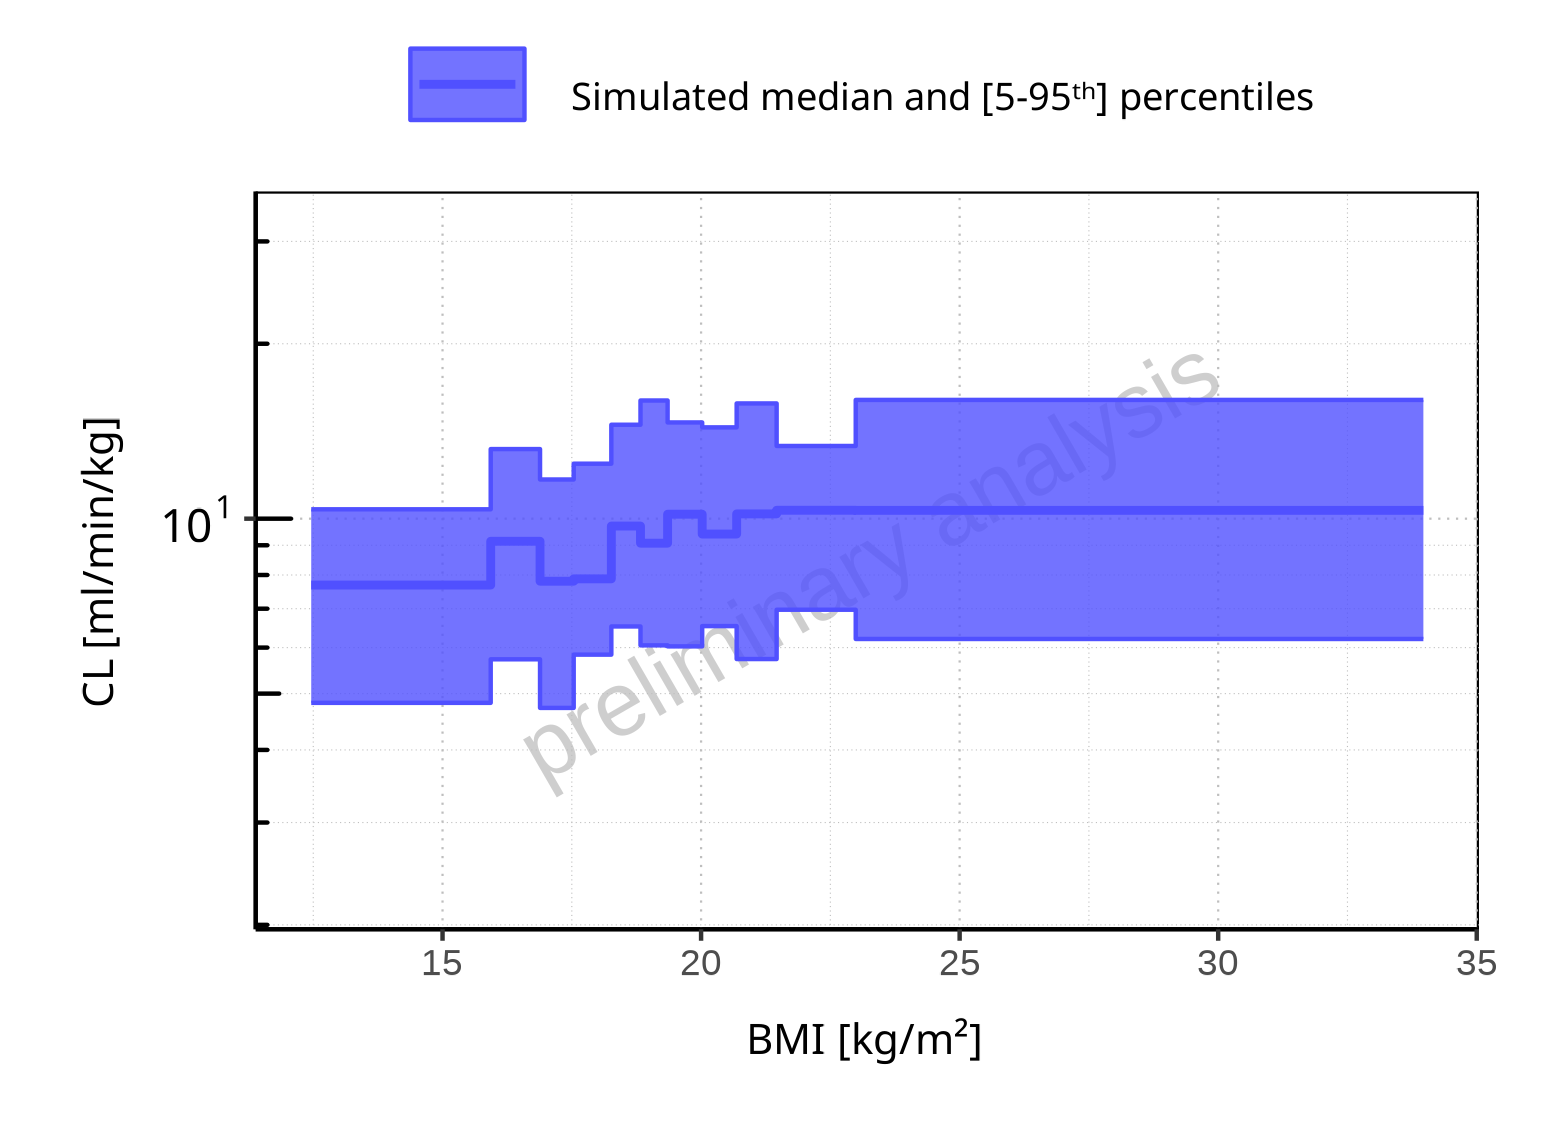 Simulated median and [5-95ᵗʰ] percentiles
CL [ml/min/kg]
10¹
preliminary analysis
15 20 25 30 35
BMI [kg/m²]